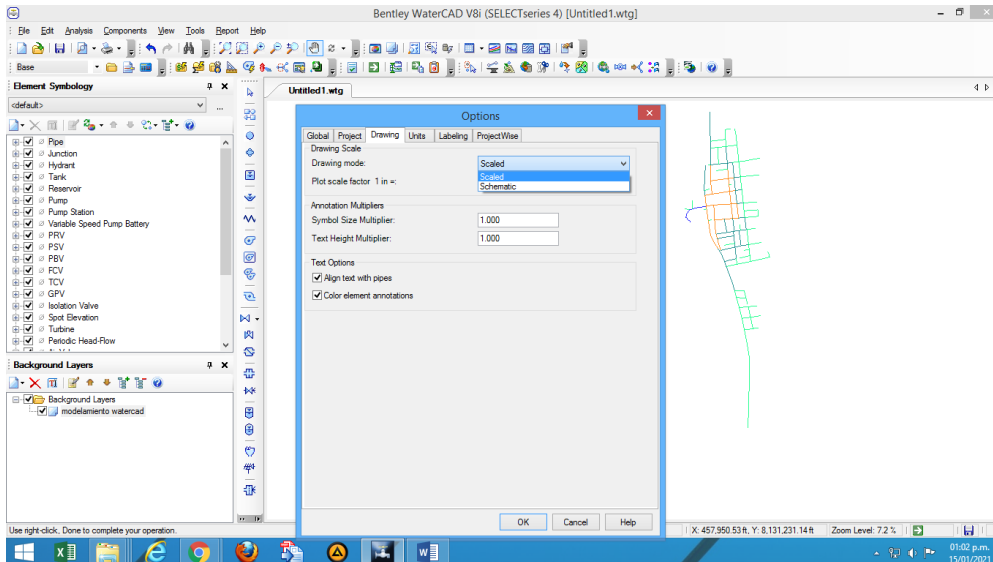 Bentley WaterCAD V8i (SELECTseries 4) [Untitled1.wtg]
File Edit Analysis Components View Tools Report Help
Base
Element Symbology
<default>
Pipe
Junction
Hydrant
Tank
Reservoir
Pump
Pump Station
Variable Speed Pump Battery
PRV
PSV
PBV
FCV
TCV
GPV
Isolation Valve
Spot Elevation
Turbine
Periodic Head-Flow
Background Layers
Background Layers
modelamiento watercad
Untitled1.wtg
Options
Global Project Drawing Units Labeling ProjectWise
Drawing Scale
Drawing mode: Scaled
Scaled
Plot scale factor 1 in =:
Schematic
Annotation Multipliers
Symbol Size Multiplier: 1.000
Text Height Multiplier: 1.000
Text Options
Align text with pipes
Color element annotations
OK Cancel Help
Use right-click, Done to complete your operation.
X: 457,950.53 ft, Y: 8,131,231.14 ft Zoom Level: 7.2 %
01:02 p.m.
15/01/2021